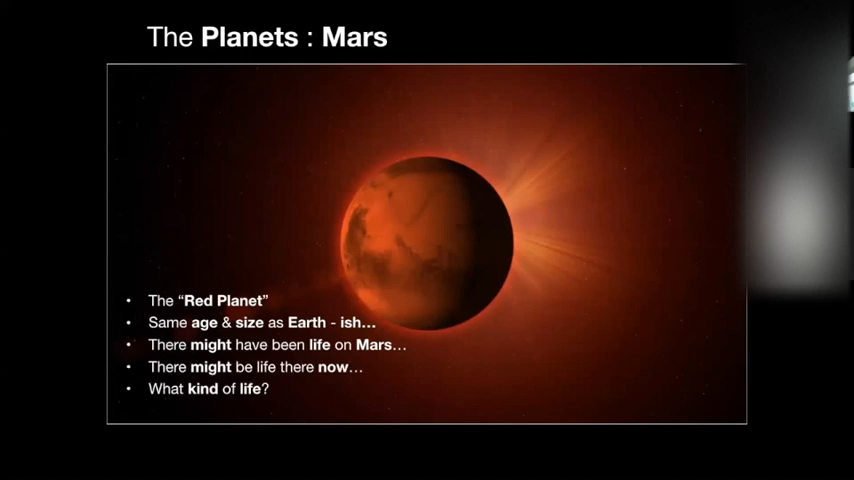 The Planets : Mars
• The “Red Planet”
• Same age & size as Earth - ish...
• There might have been life on Mars...
• There might be life there now...
• What kind of life?